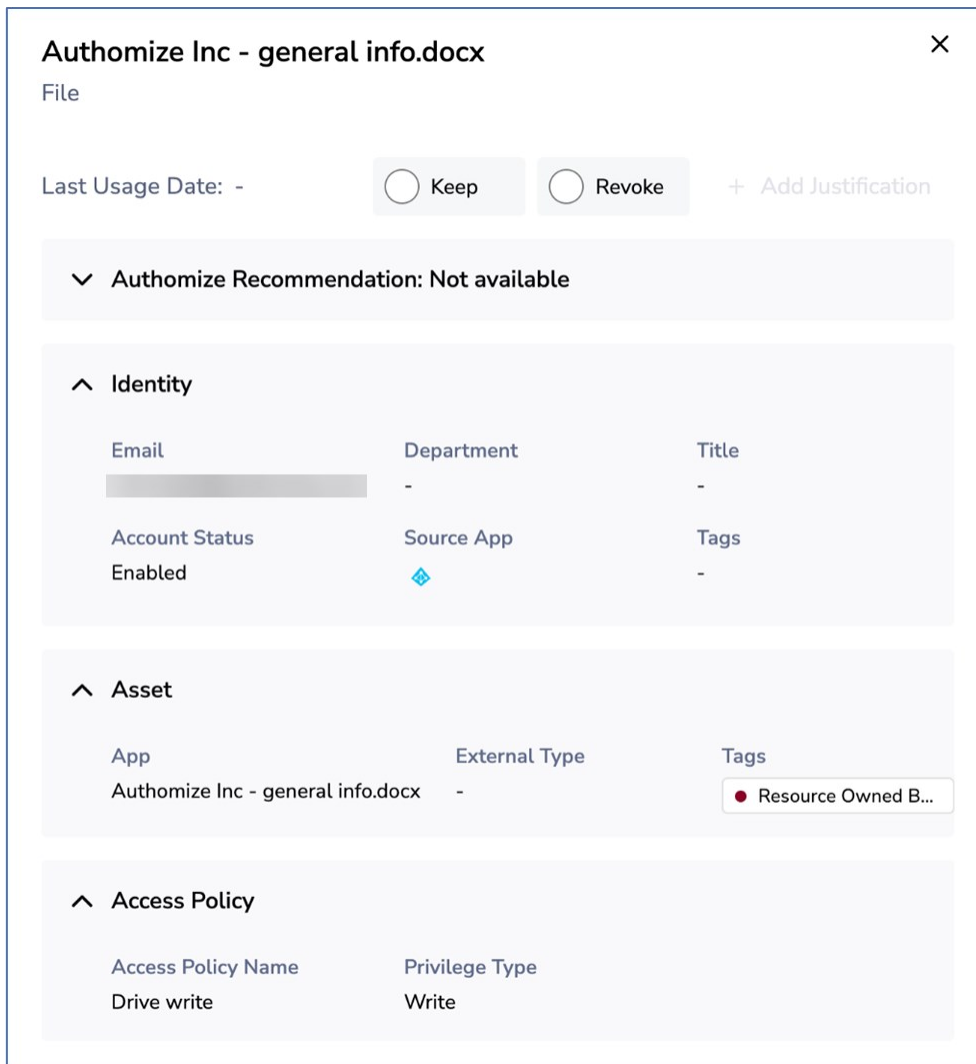 Authomize Inc - general info.docx
File
Last Usage Date: -
Keep
Revoke
+ Add Justification
Authomize Recommendation: Not available
Identity
Email
Department
Title
-
-
Account Status
Source App
Tags
Enabled
-
Asset
App
External Type
Tags
Authomize Inc - general info.docx
-
Resource Owned B...
Access Policy
Access Policy Name
Privilege Type
Drive write
Write